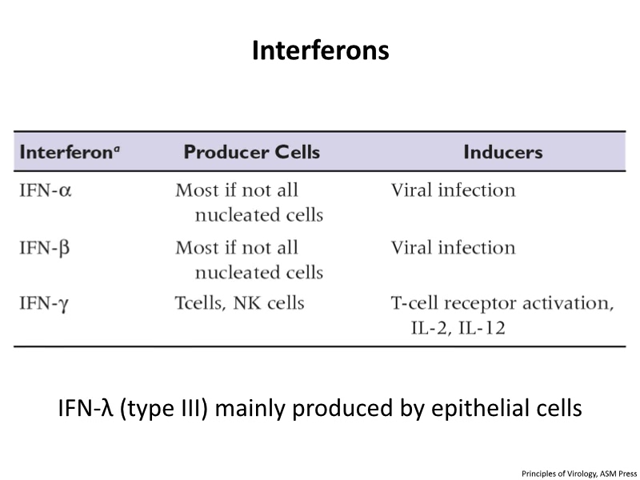 Interferons
Interferonᵃ Producer Cells Inducers
IFN-α Most if not all Viral infection
nucleated cells
IFN-β Most if not all Viral infection
nucleated cells
IFN-γ Tcells, NK cells T-cell receptor activation,
IL-2, IL-12
IFN-λ (type III) mainly produced by epithelial cells
Principles of Virology, ASM Press